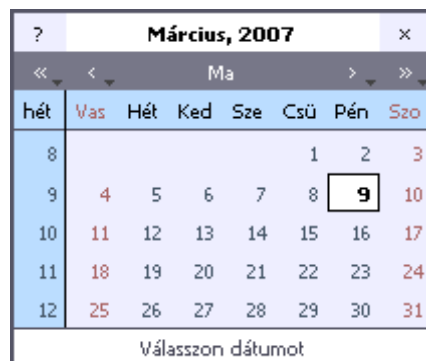 ? Március, 2007 ×
« ‹ Ma › »
hét Vas Hét Ked Sze Csü Pén Szo
8 1 2 3
9 4 5 6 7 8 9 10
10 11 12 13 14 15 16 17
11 18 19 20 21 22 23 24
12 25 26 27 28 29 30 31
Válasszon dátumot